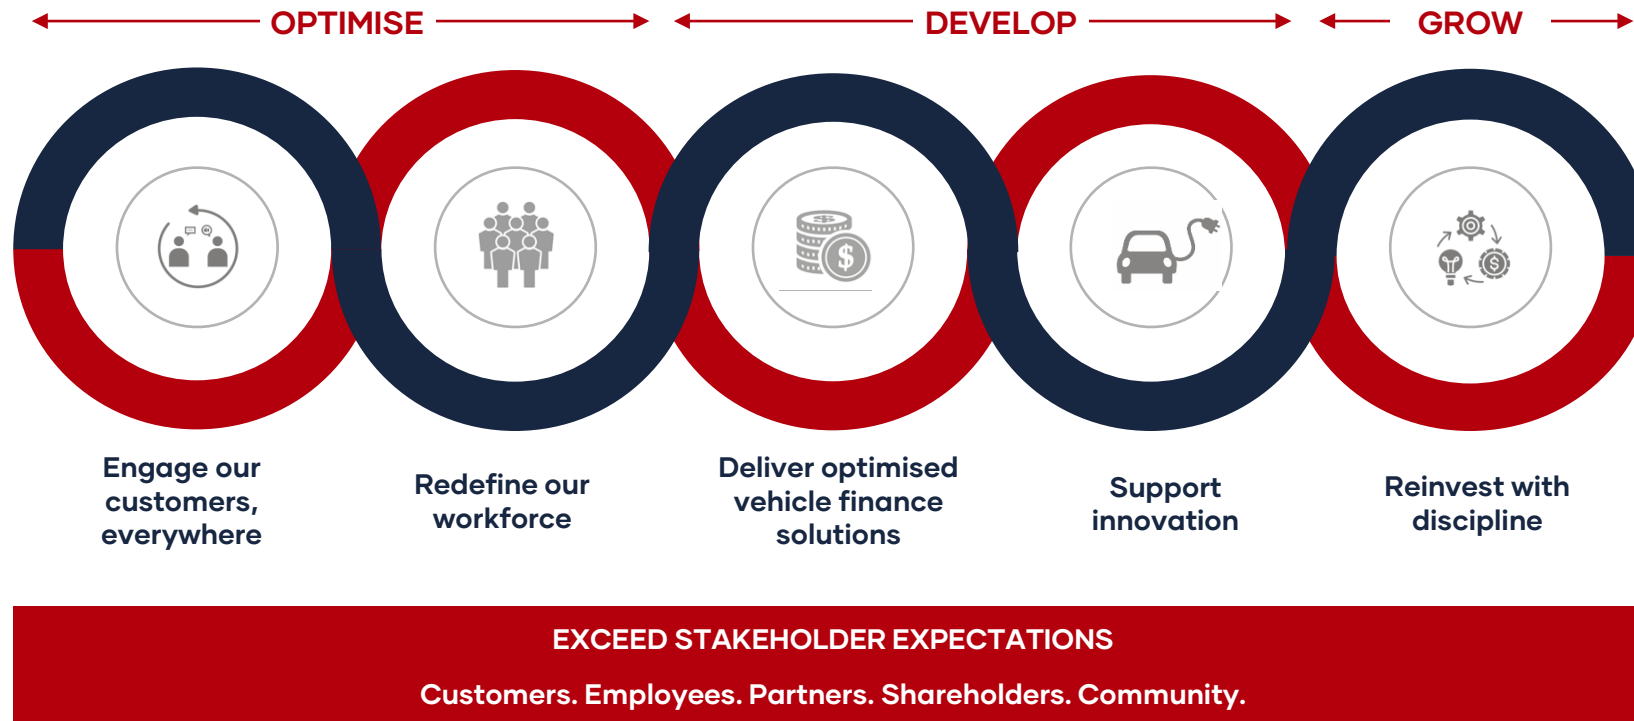 OPTIMISE
DEVELOP
GROW
Engage our
customers,
everywhere
Redefine our
workforce
Deliver optimised
vehicle finance
solutions
Support
innovation
Reinvest with
discipline
EXCEED STAKEHOLDER EXPECTATIONS
Customers. Employees. Partners. Shareholders. Community.